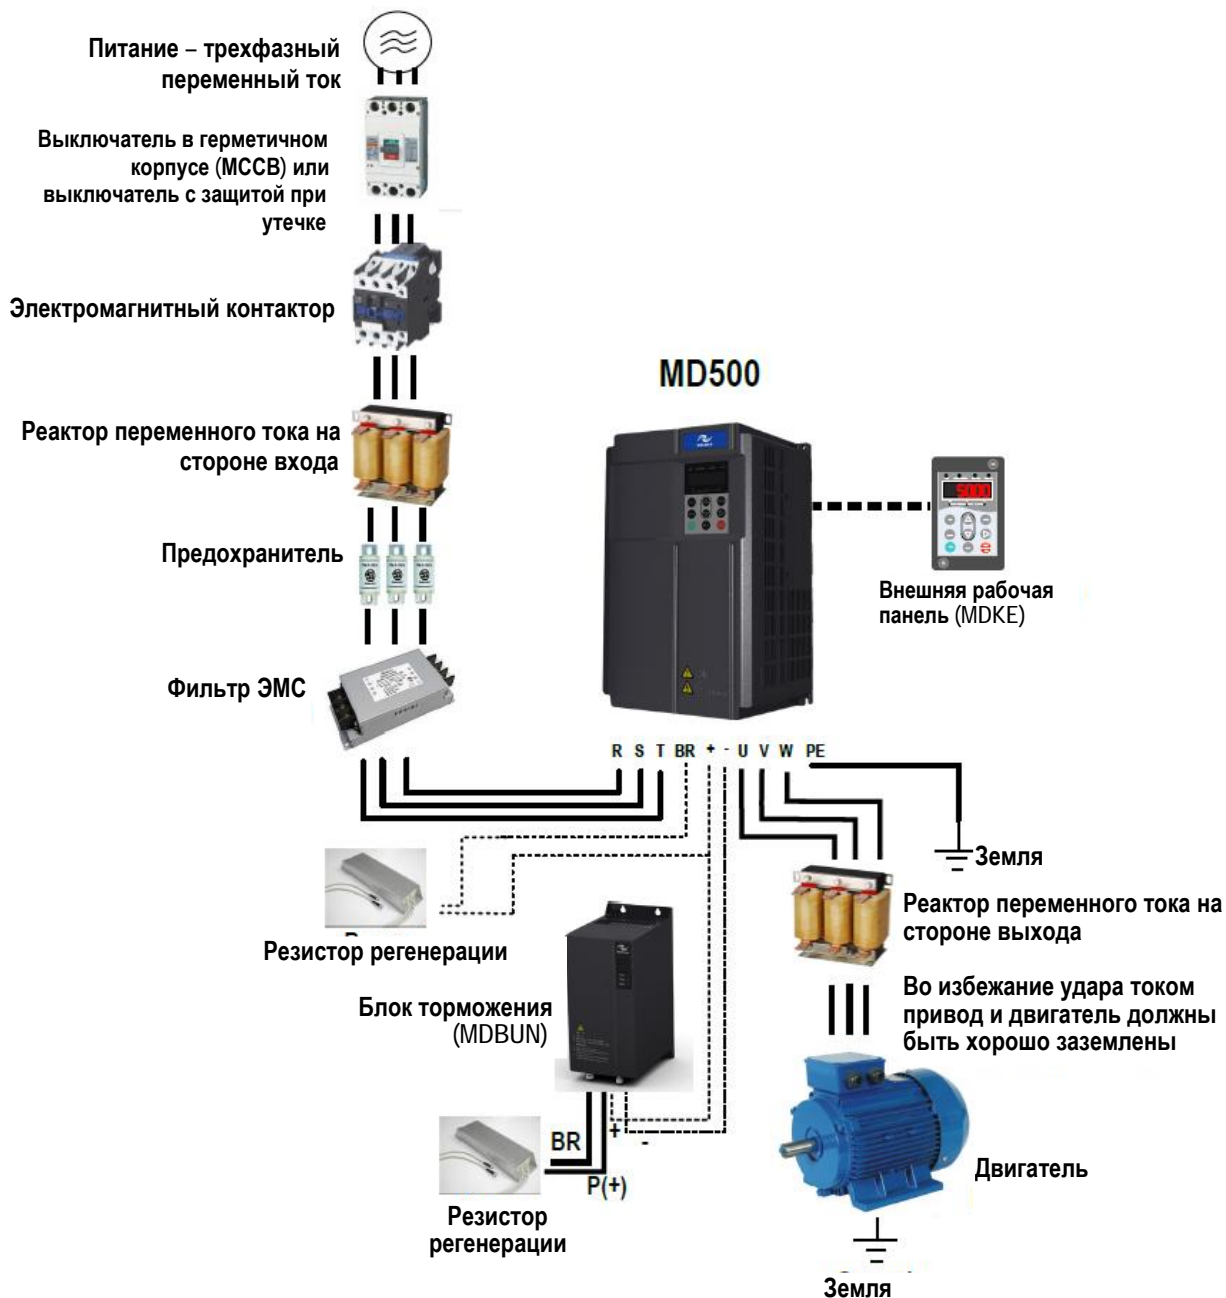 Питание – трехфазный
переменный ток
Выключатель в герметичном
корпусе (MCCB) или
выключатель с защитой при
утечке
Электромагнитный контактор
MD500
Реактор переменного тока на
стороне входа
5000
Предохранитель
Внешняя рабочая
панель (MDKE)
Фильтр ЭМС
R S T BR + - U V W PE
Земля
Реактор переменного тока на
стороне выхода
Резистор регенерации
Блок торможения
(MDBUN)
Во избежание удара током
привод и двигатель должны
быть хорошо заземлены
BR
+
-
P(+)
Двигатель
Резистор
регенерации
Земля